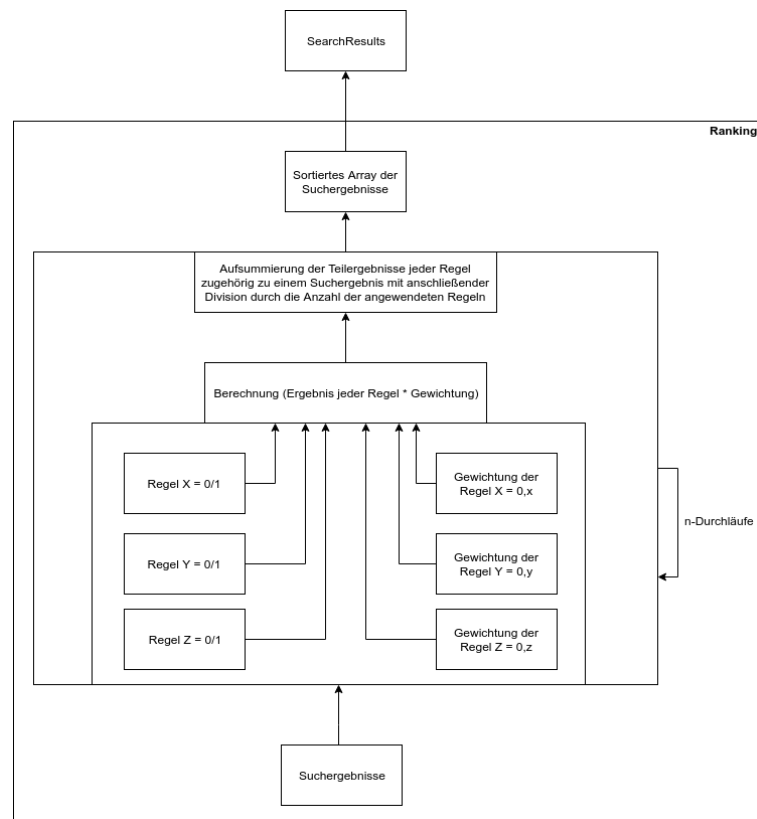 SearchResults
Ranking
Sortiertes Array der
Suchergebnisse
Aufsummierung der Teilergebnisse jeder Regel
zugehörig zu einem Suchergebnis mit anschließender
Division durch die Anzahl der angewendeten Regeln
Berechnung (Ergebnis jeder Regel * Gewichtung)
Regel X = 0/1
Gewichtung der
Regel X = 0,x
n-Durchläufe
Regel Y = 0/1
Gewichtung der
Regel Y = 0,y
Regel Z = 0/1
Gewichtung der
Regel Z = 0,z
Suchergebnisse